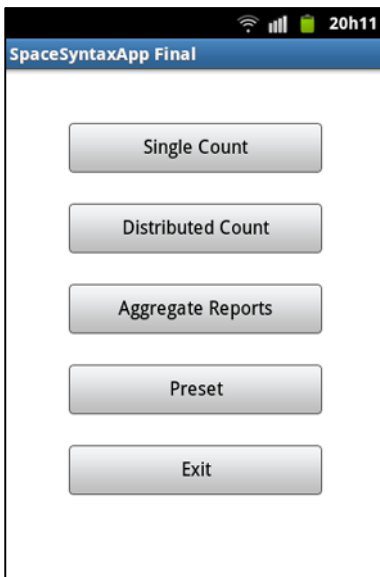 20h11
SpaceSyntaxApp Final
Single Count
Distributed Count
Aggregate Reports
Preset
Exit